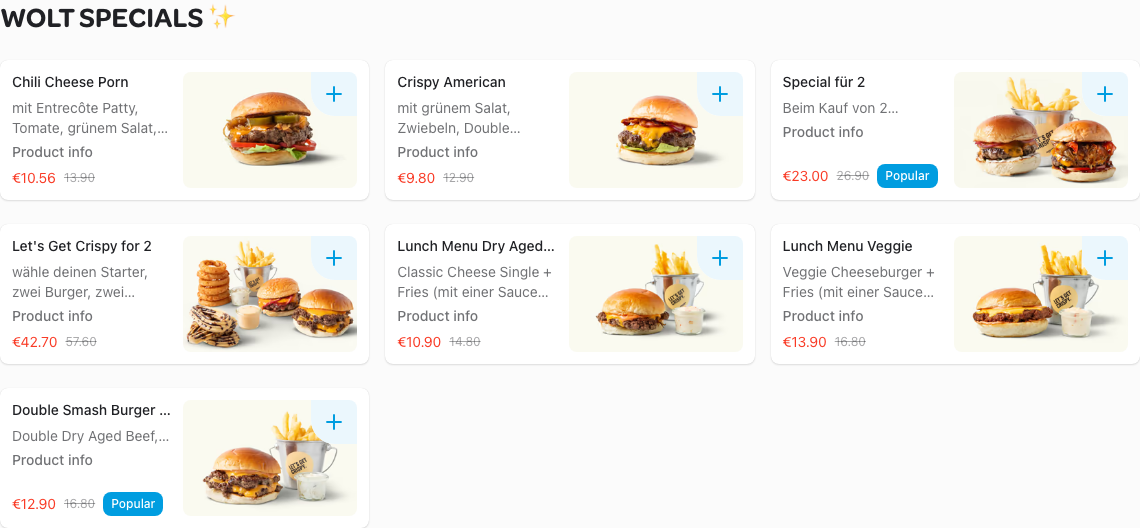 WOLT SPECIALS ✨
Chili Cheese Porn
mit Entrecôte Patty,
Tomate, grünem Salat,...
Product info
€10.56 13.90
Crispy American
mit grünem Salat,
Zwiebeln, Double...
Product info
€9.80 12.90
Special für 2
Beim Kauf von 2...
Product info
€23.00 26.90 Popular
Let's Get Crispy for 2
wähle deinen Starter,
zwei Burger, zwei...
Product info
€42.70 57.60
Lunch Menu Dry Aged...
Classic Cheese Single +
Fries (mit einer Sauce...
Product info
€10.90 14.80
Lunch Menu Veggie
Veggie Cheeseburger +
Fries (mit einer Sauce...
Product info
€13.90 16.80
Double Smash Burger ...
Double Dry Aged Beef,...
Product info
€12.90 16.80 Popular
LET'S GET
CRISPY.